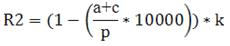 R2 = (1 − (a+c/p * 10000)) * k